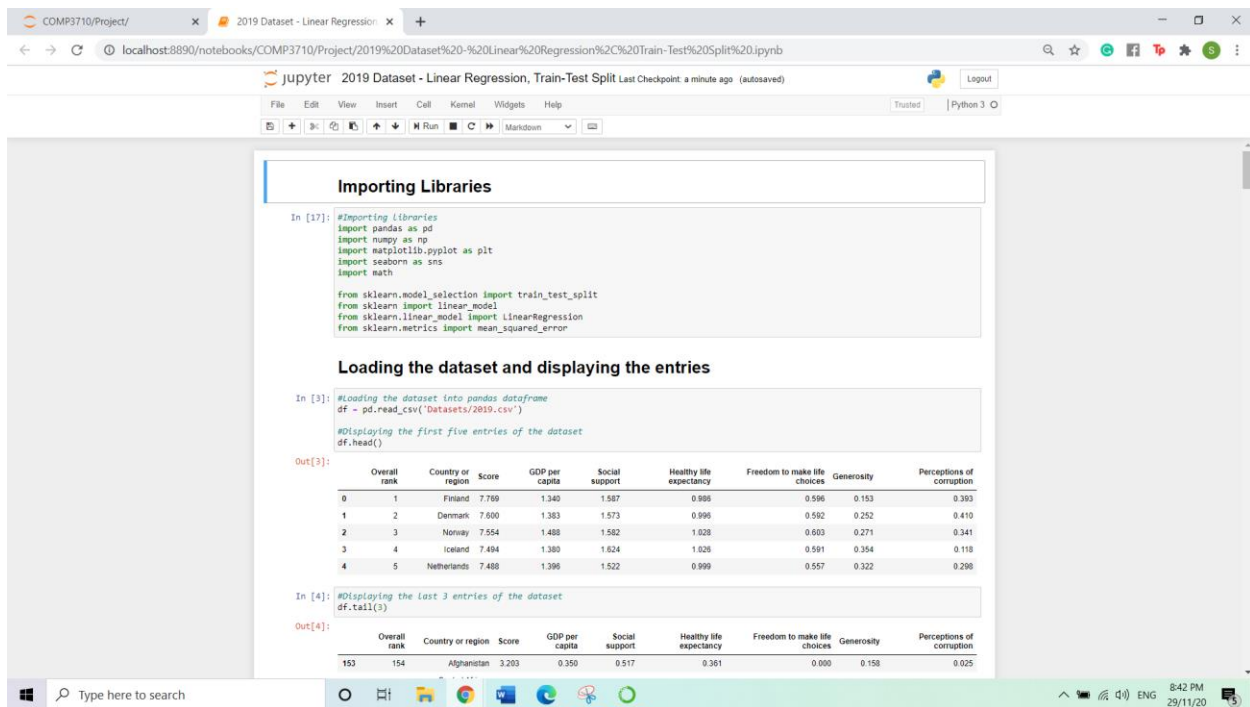 COMP3710/Project/
2019 Dataset - Linear Regression
localhost:8890/notebooks/COMP3710/Project/2019%20Dataset%20-%20Linear%20Regression%2C%20Train-Test%20Split%20.ipynb
jupyter 2019 Dataset - Linear Regression, Train-Test Split Last Checkpoint: a minute ago (autosaved)
Logout
File Edit View Insert Cell Kernel Widgets Help
Trusted Python 3
Run Markdown
Importing Libraries
In [17]: #Importing libraries
import pandas as pd
import numpy as np
import matplotlib.pyplot as plt
import seaborn as sns
import math
from sklearn.model_selection import train_test_split
from sklearn import linear_model
from sklearn.linear_model import LinearRegression
from sklearn.metrics import mean_squared_error
Loading the dataset and displaying the entries
In [3]: #Loading the dataset into pandas dataframe
df = pd.read_csv('Datasets/2019.csv')
#Displaying the first five entries of the dataset
df.head()
Out[3]:
Overall rank Country or region Score GDP per capita Social support Healthy life expectancy Freedom to make life choices Generosity Perceptions of corruption
0 1 Finland 7.769 1.340 1.587 0.986 0.596 0.153 0.393
1 2 Denmark 7.600 1.383 1.573 0.996 0.592 0.252 0.410
2 3 Norway 7.554 1.488 1.582 1.028 0.603 0.271 0.341
3 4 Iceland 7.494 1.380 1.624 1.026 0.591 0.354 0.118
4 5 Netherlands 7.488 1.396 1.522 0.999 0.557 0.322 0.298
In [4]: #Displaying the last 3 entries of the dataset
df.tail(3)
Out[4]:
Overall rank Country or region Score GDP per capita Social support Healthy life expectancy Freedom to make life choices Generosity Perceptions of corruption
153 154 Afghanistan 3.203 0.350 0.517 0.361 0.000 0.158 0.025
Type here to search
ENG
8:42 PM
29/11/20